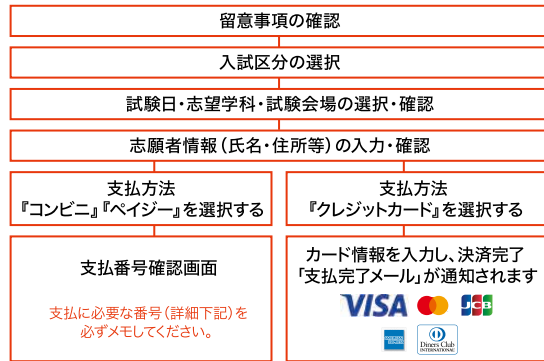 留意事項の確認
入試区分の選択
試験日・志望学科・試験会場の選択・確認
志願者情報(氏名・住所等)の入力・確認
支払方法
『コンビニ』『ペイジー』を選択する
支払番号確認画面
支払に必要な番号(詳細下記)を
必ずメモしてください。
支払方法
『クレジットカード』を選択する
カード情報を入力し、決済完了
「支払完了メール」が通知されます
VISA
JCB
Diners Club
INTERNATIONAL